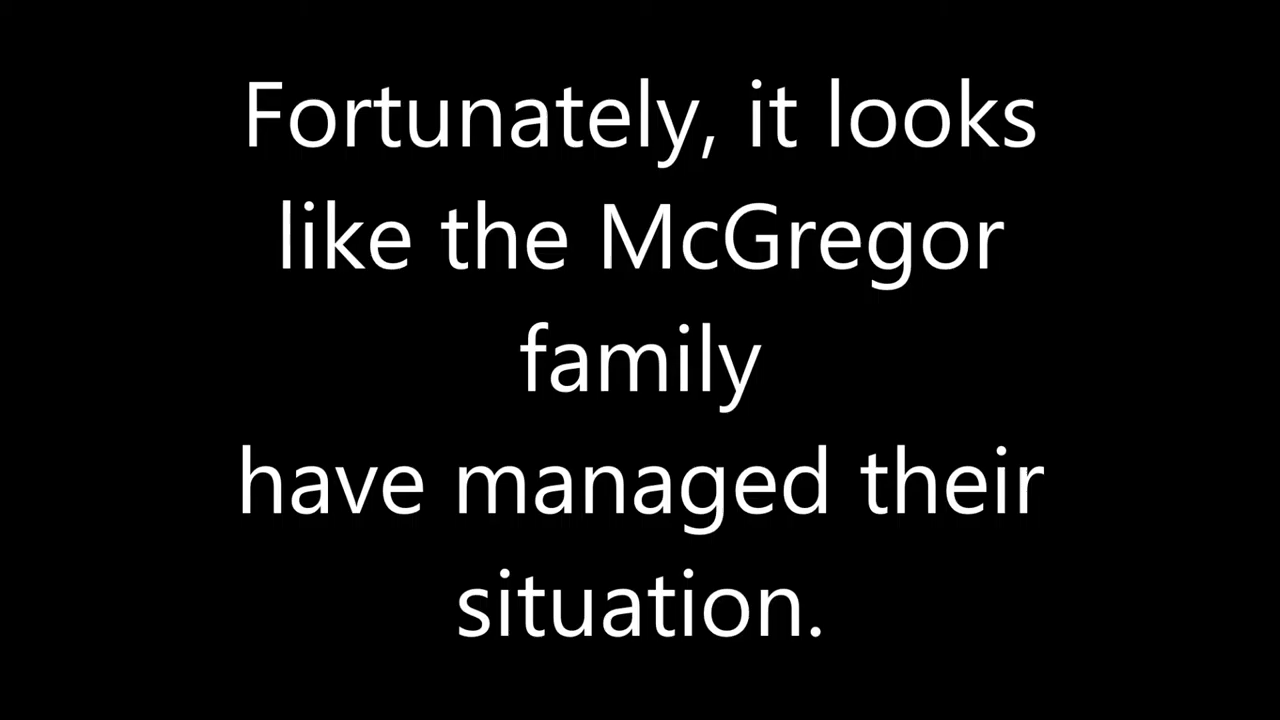 Fortunately, it looks
like the McGregor
family
have managed their
situation.